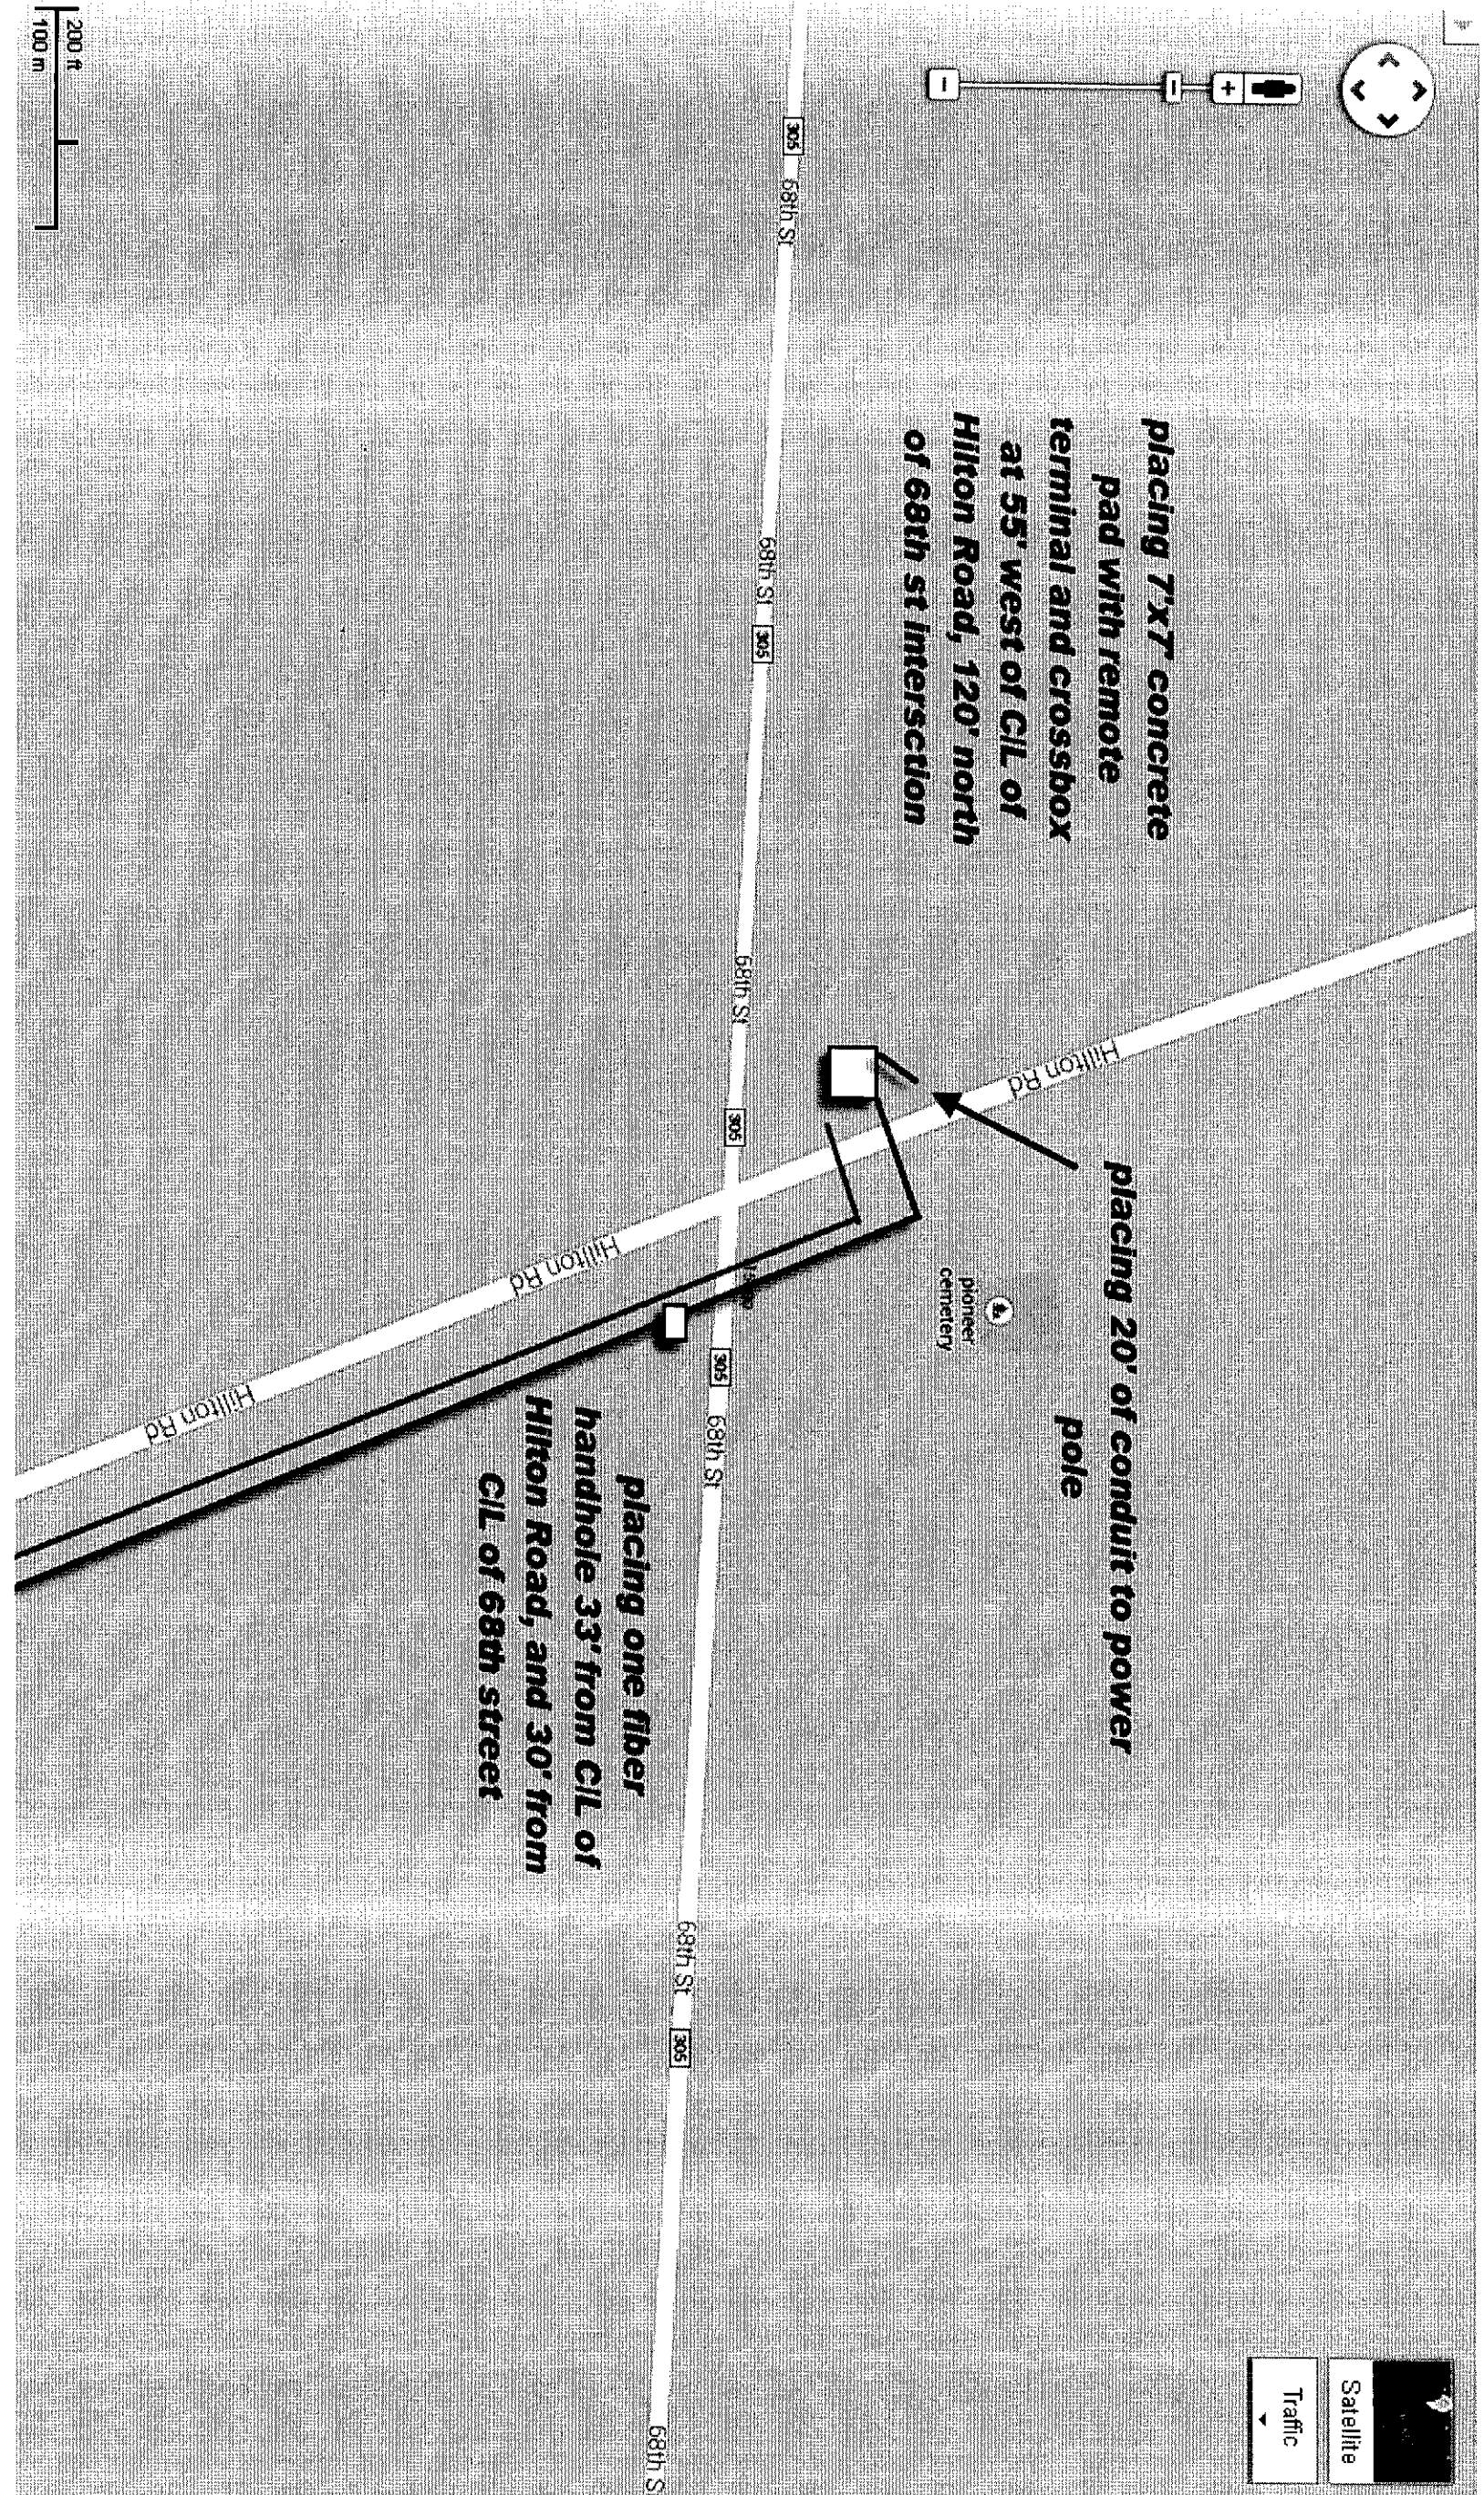 placing 7'x7' concrete
pad with remote
terminal and crossbox
at 55' west of C/L of
Hilton Road, 120' north
of 68th st intersction
placing 20' of conduit to power
pole
Satellite
Traffic
Hilton Rd
pioneer
cemetery
305
68th St
68th St
305
68th St
305
305
68th St
68th St
305
68th S
Hilton Rd
placing one fiber
handhole 33' from C/L of
Hilton Road, and 30' from
C/L of 68th street
Hilton Rd
200 ft
100 m